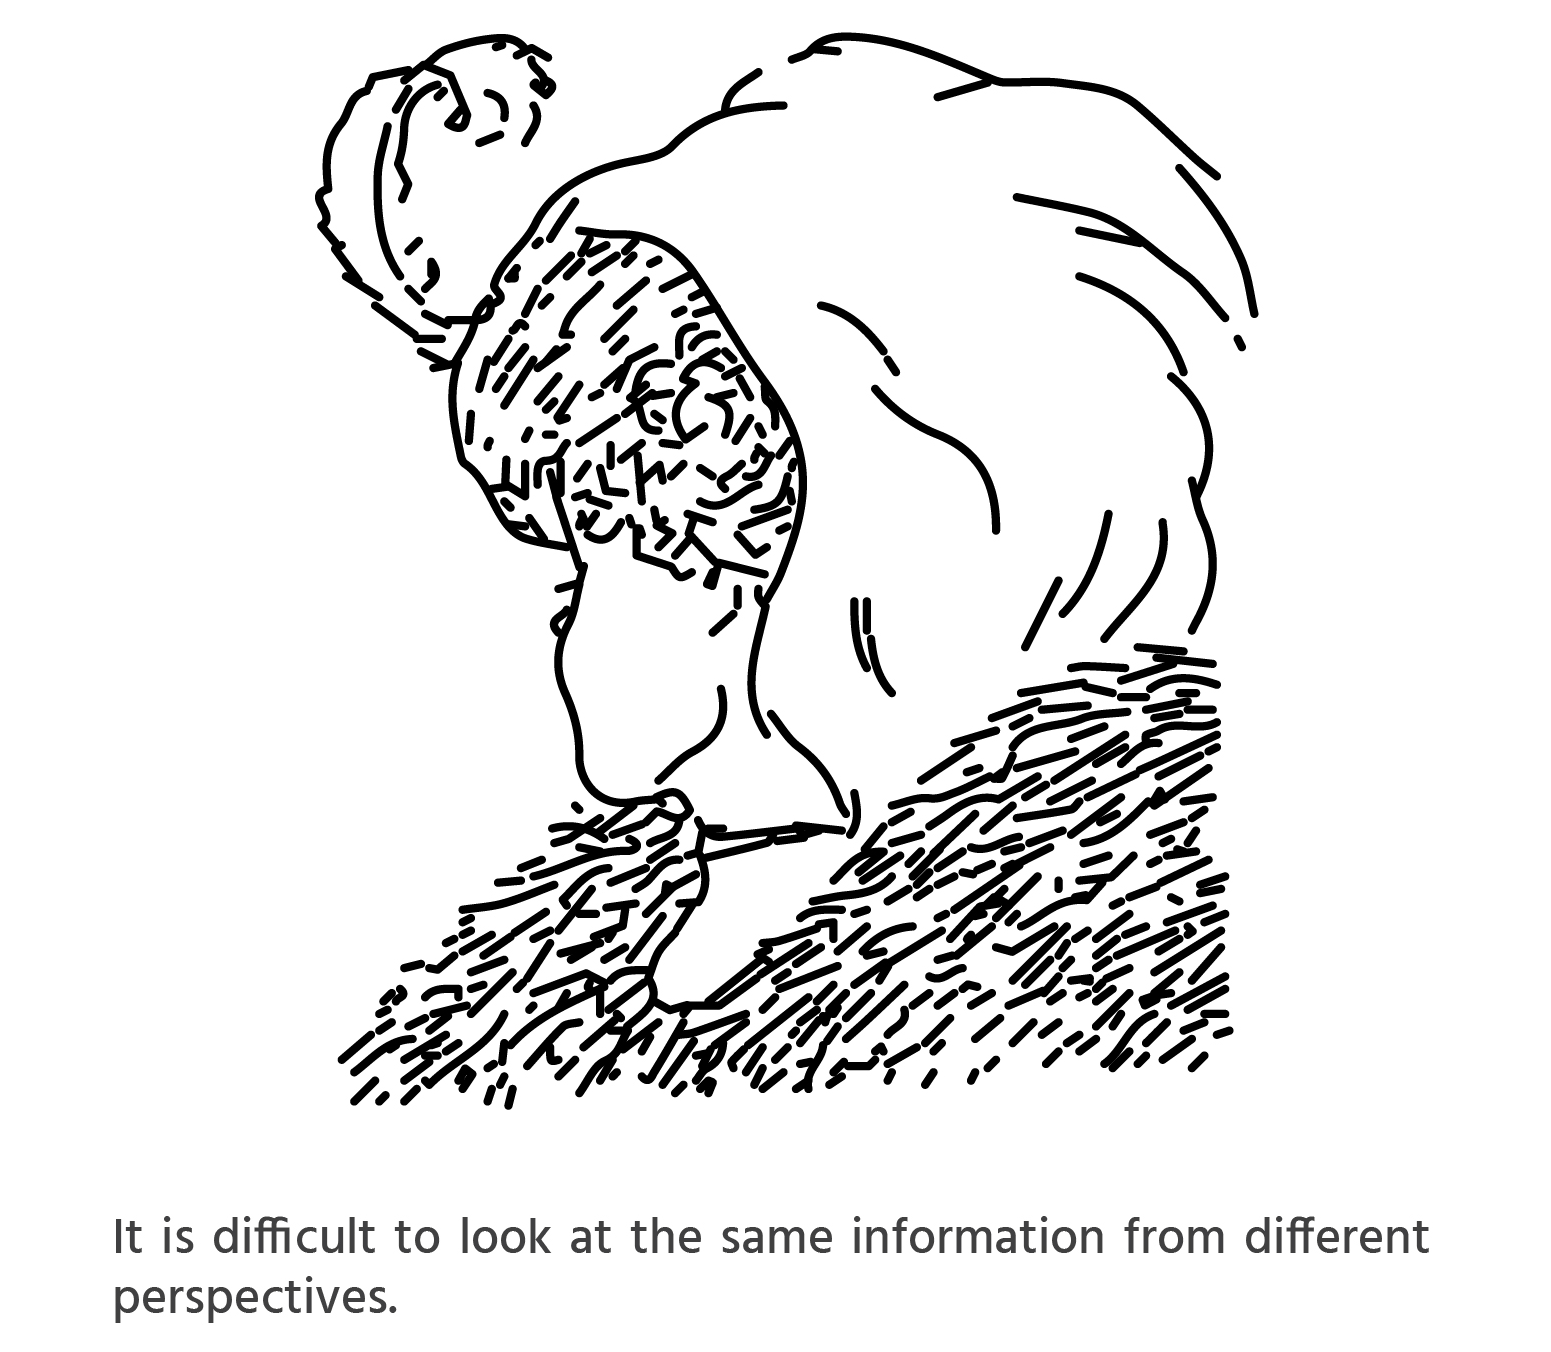 It is difficult to look at the same information from different
perspectives.